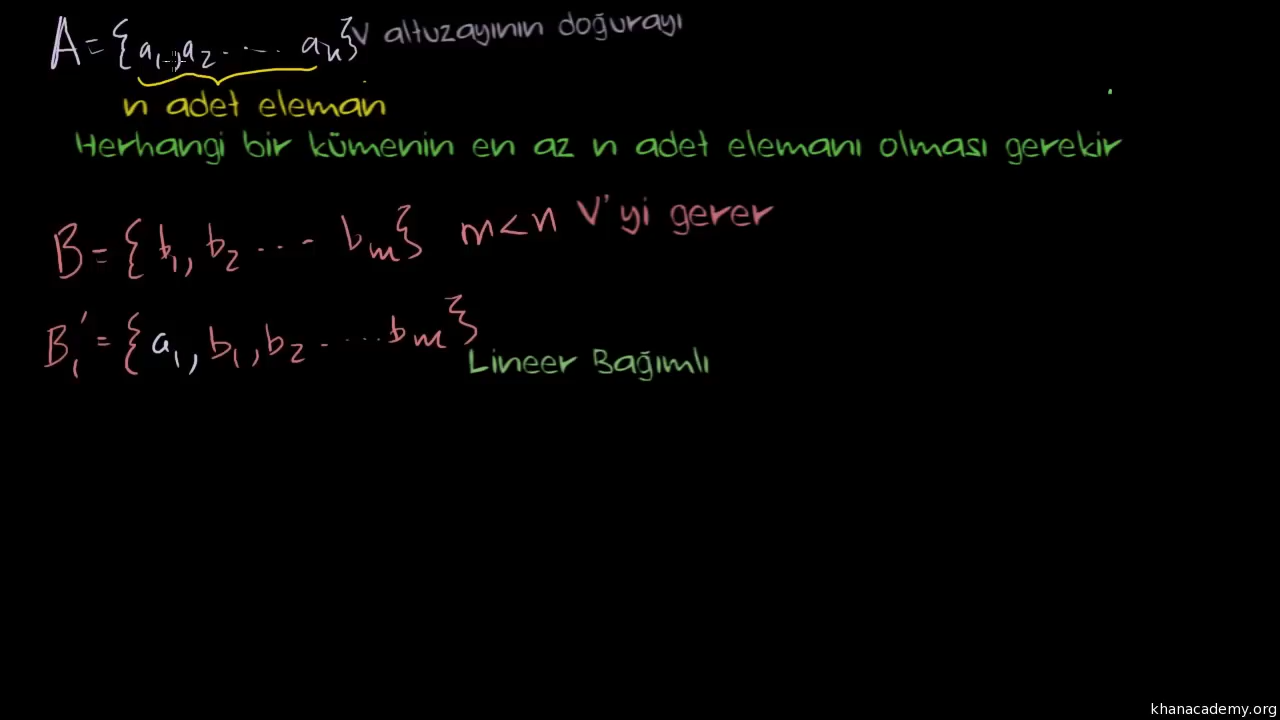 A = {a₁, a₂ ..... aₙ} V altuzayının doğurayı
n adet eleman
Herhangi bir kümenin en az n adet elemanı olması gerekir
B = {b₁, b₂ ... bₘ} m<n V'yi gerer
B₁' = {a₁, b₁, b₂ ..... bₘ}
Lineer Bağımlı
khanacademy.org